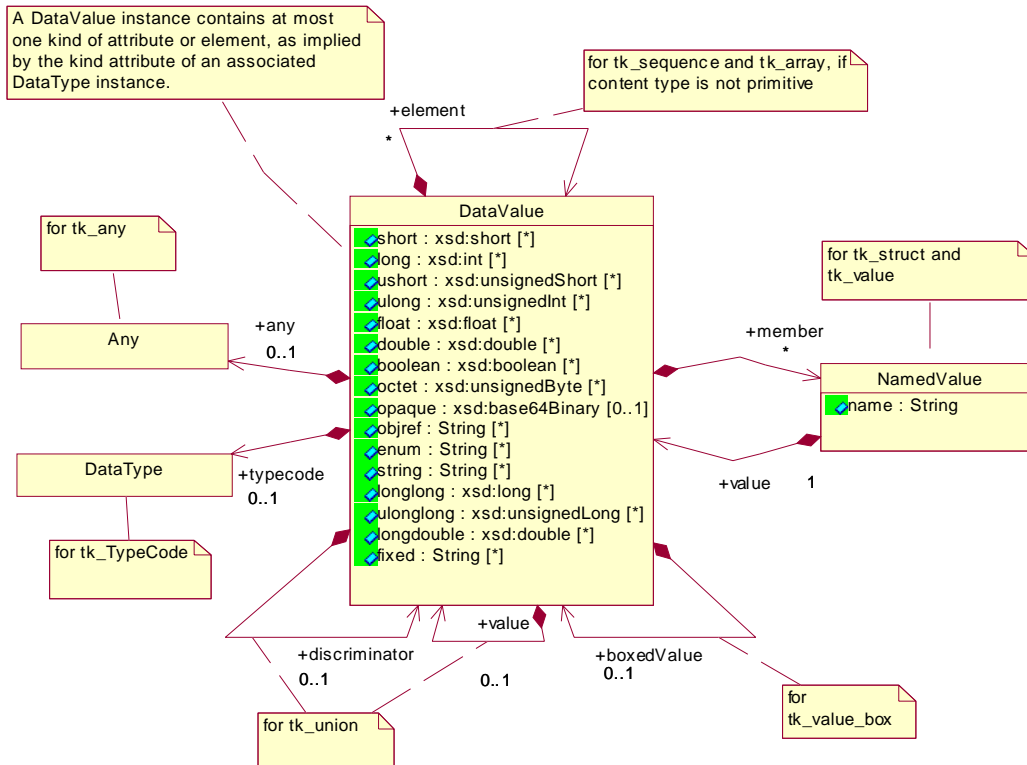 A DataValue instance contains at most
one kind of attribute or element, as implied
by the kind attribute of an associated
DataType instance.
for tk_sequence and tk_array, if
content type is not primitive
+element
*
DataValue
short : xsd:short [*]
long : xsd:int [*]
ushort : xsd:unsignedShort [*]
ulong : xsd:unsignedInt [*]
float : xsd:float [*]
double : xsd:double [*]
boolean : xsd:boolean [*]
octet : xsd:unsignedByte [*]
opaque : xsd:base64Binary [0..1]
objref : String [*]
enum : String [*]
string : String [*]
longlong : xsd:long [*]
ulonglong : xsd:unsignedLong [*]
longdouble : xsd:double [*]
fixed : String [*]
for tk_any
Any
+any
0..1
DataType
+typecode
0..1
for tk_TypeCode
for tk_struct and
tk_value
+member
*
NamedValue
name : String
+value
1
+discriminator
0..1
+value
0..1
for tk_union
+boxedValue
0..1
for
tk_value_box